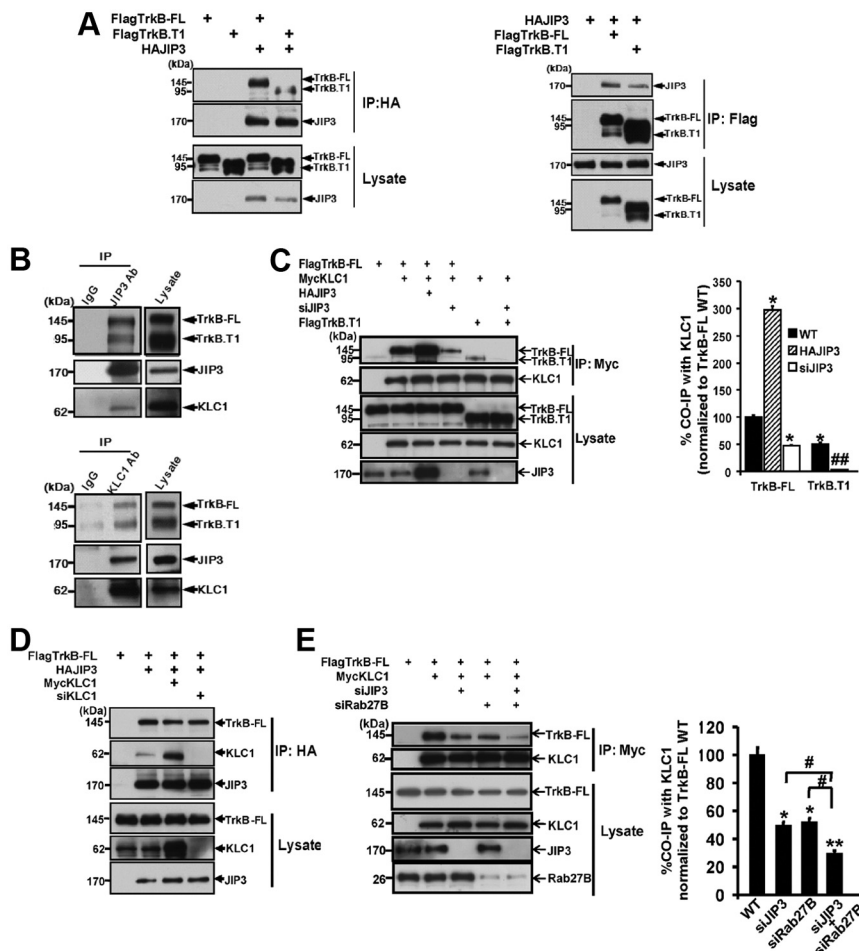 A
FlagTrkB-FL + +
FlagTrkB.T1 + +
HAJIP3 + +
(kDa)
145 TrkB-FL
95 TrkB.T1
IP:HA
170 JIP3
145 TrkB-FL
95 TrkB.T1
Lysate
170 JIP3
HAJIP3 + + +
FlagTrkB-FL +
FlagTrkB.T1 +
(kDa)
170 JIP3
IP: Flag
145 TrkB-FL
95 TrkB.T1
170 JIP3
Lysate
145 TrkB-FL
95 TrkB.T1
B
IP
IgG
JIP3 Ab
Lysate
(kDa)
145 TrkB-FL
95 TrkB.T1
170 JIP3
62 KLC1
IP
IgG
KLC1 Ab
Lysate
(kDa)
145 TrkB-FL
95 TrkB.T1
170 JIP3
62 KLC1
C
FlagTrkB-FL + + + +
MycKLC1 + + + + +
HAJIP3 +
siJIP3 + +
FlagTrkB.T1 + +
(kDa)
145 TrkB-FL
95 TrkB.T1
IP: Myc
62 KLC1
145 TrkB-FL
95 TrkB.T1
Lysate
62 KLC1
170 JIP3
% CO-IP with KLC1
(normalized to TrkB-FL WT)
350
300
250
200
150
100
50
0
WT
HAJIP3
siJIP3
* * * ##
TrkB-FL TrkB.T1
D
FlagTrkB-FL + + + +
HAJIP3 + + +
MycKLC1 +
siKLC1 +
(kDa)
145 TrkB-FL
IP: HA
62 KLC1
170 JIP3
145 TrkB-FL
Lysate
62 KLC1
170 JIP3
E
FlagTrkB-FL + + + + +
MycKLC1 + + + +
siJIP3 + +
siRab27B + +
(kDa)
145 TrkB-FL
IP: Myc
62 KLC1
145 TrkB-FL
Lysate
62 KLC1
170 JIP3
26 Rab27B
%CO-IP with KLC1
normalized to TrkB-FL WT
120
100
80
60
40
20
0
#
#
* * **
WT
siJIP3
siRab27B
siJIP3
+
siRab27B